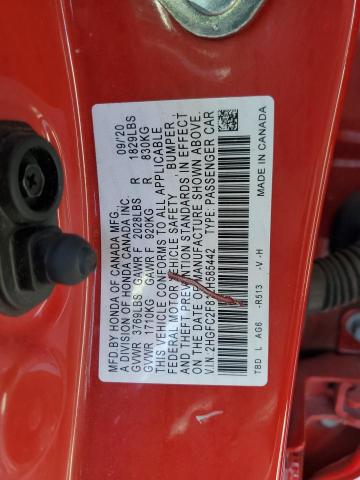 MFD.BY HONDA OF CANADA MFG. 09/20
A DIVISION OF HONDA CANADA INC.
GVWR 3769LBS GAWR F 2028LBS R 1829LBS
GVWR 1710KG GAWR F 920KG R 830KG
THIS VEHICLE CONFORMS TO ALL APPLICABLE
FEDERAL MOTOR VEHICLE SAFETY, BUMPER,
AND THEFT PREVENTION STANDARDS IN EFFECT
ON THE DATE OF MANUFACTURE SHOWN ABOVE.
V.I.N. TYPE: PASSENGER CAR
TBD L AG6 -R513 -V-H MADE IN CANADA